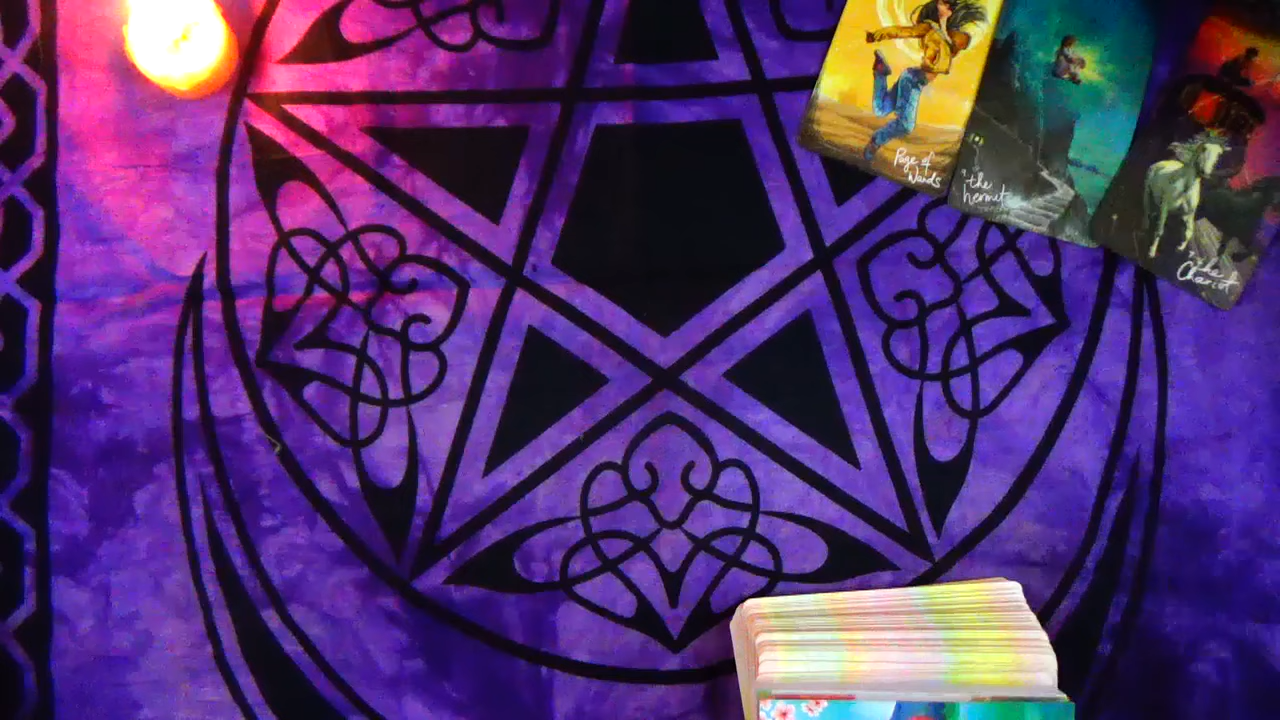 Page of
Wands
the
hermit
the
Chariot